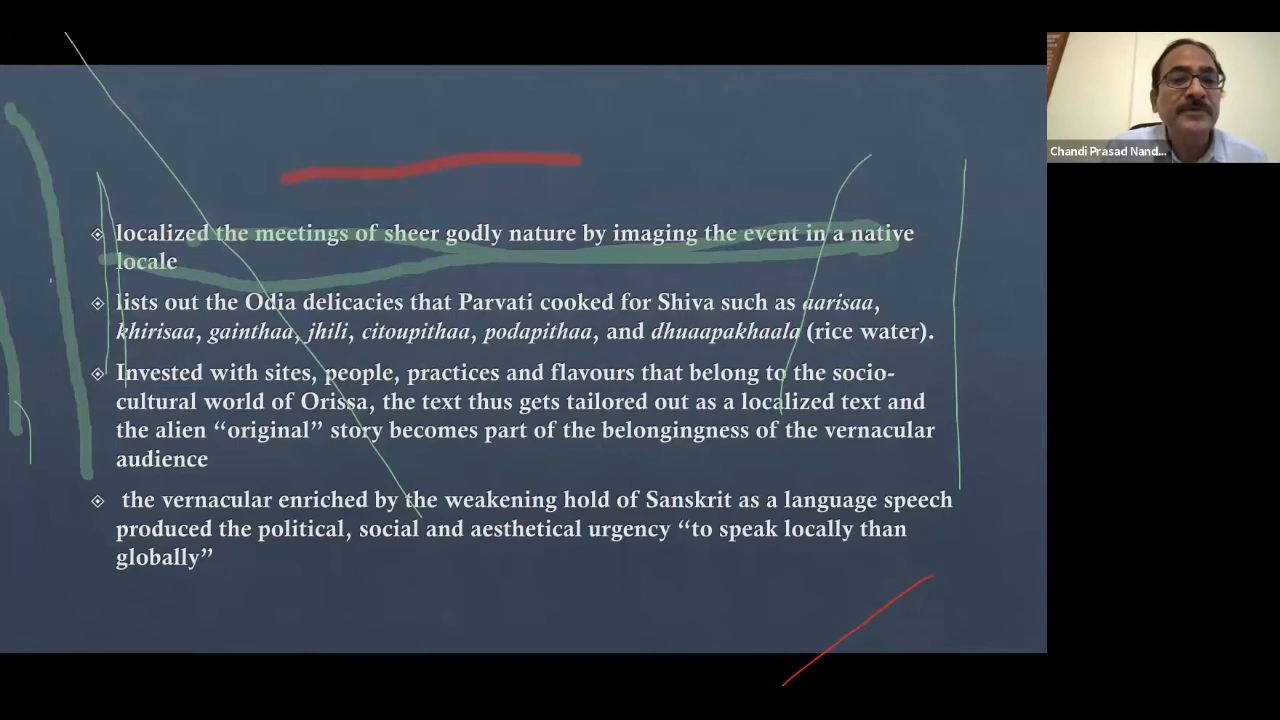 Chandi Prasad Nand...
localized the meetings of sheer godly nature by imaging the event in a native
locale
lists out the Odia delicacies that Parvati cooked for Shiva such as aarisaa,
khirisaa, gainthaa, jhili, citoupithaa, podapithaa, and dhuaapakhaala (rice water).
Invested with sites, people, practices and flavours that belong to the socio-
cultural world of Orissa, the text thus gets tailored out as a localized text and
the alien “original” story becomes part of the belongingness of the vernacular
audience
the vernacular enriched by the weakening hold of Sanskrit as a language speech
produced the political, social and aesthetical urgency “to speak locally than
globally”